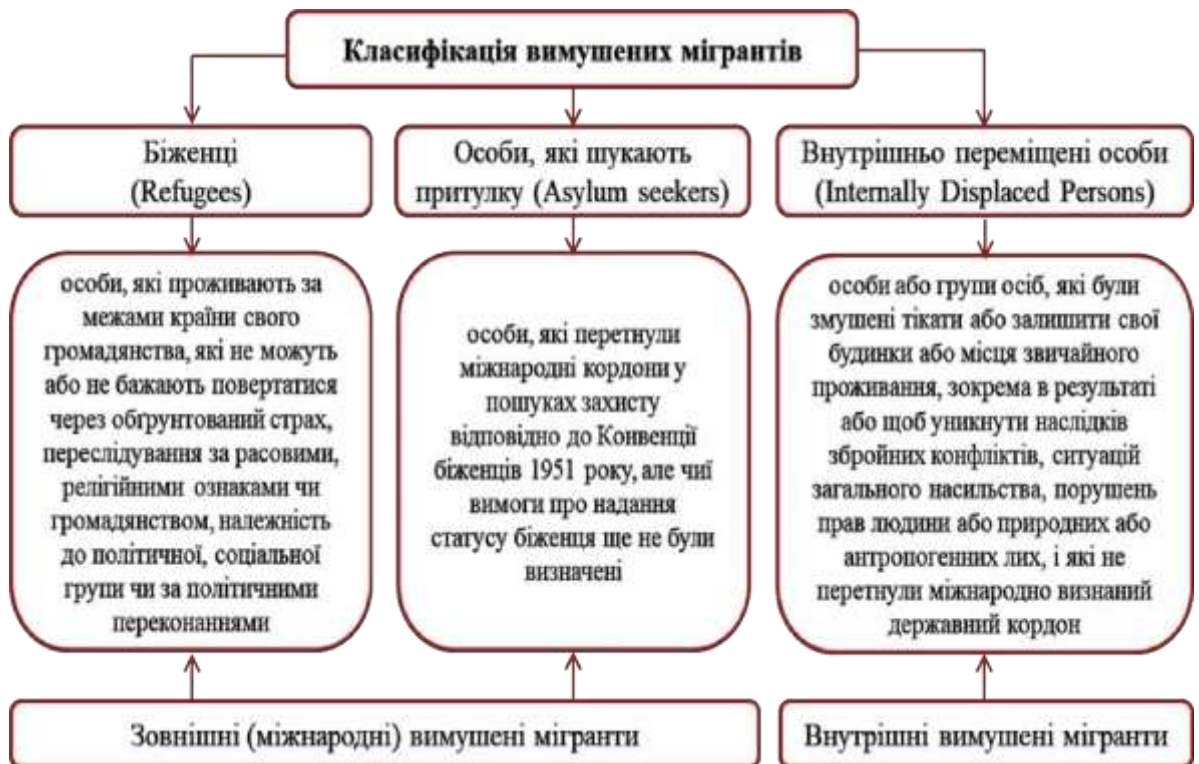 Класифікація вимушених мігрантів
Біженці
(Refugees)
Особи, які шукають
притулку (Asylum seekers)
Внутрішньо переміщені особи
(Internally Displaced Persons)
особи, які проживають за
межами країни свого
громадянства, які не можуть
або не бажають повертатися
через обґрунтований страх,
переслідування за расовими,
релігійними ознаками чи
громадянством, належність
до політичної, соціальної
групи чи за політичними
переконаннями
особи, які перетнули
міжнародні кордони у
пошуках захисту
відповідно до Конвенції
біженців 1951 року, але чиї
вимоги про надання
статусу біженця ще не були
визначені
особи або групи осіб, які були
змушені тікати або залишити свої
будинки або місця звичайного
проживання, зокрема в результаті
або щоб уникнути наслідків
збройних конфліктів, ситуацій
загального насильства, порушень
прав людини або природних або
антропогенних лих, і які не
перетнули міжнародно визнаний
державний кордон
Зовнішні (міжнародні) вимушені мігранти
Внутрішні вимушені мігранти